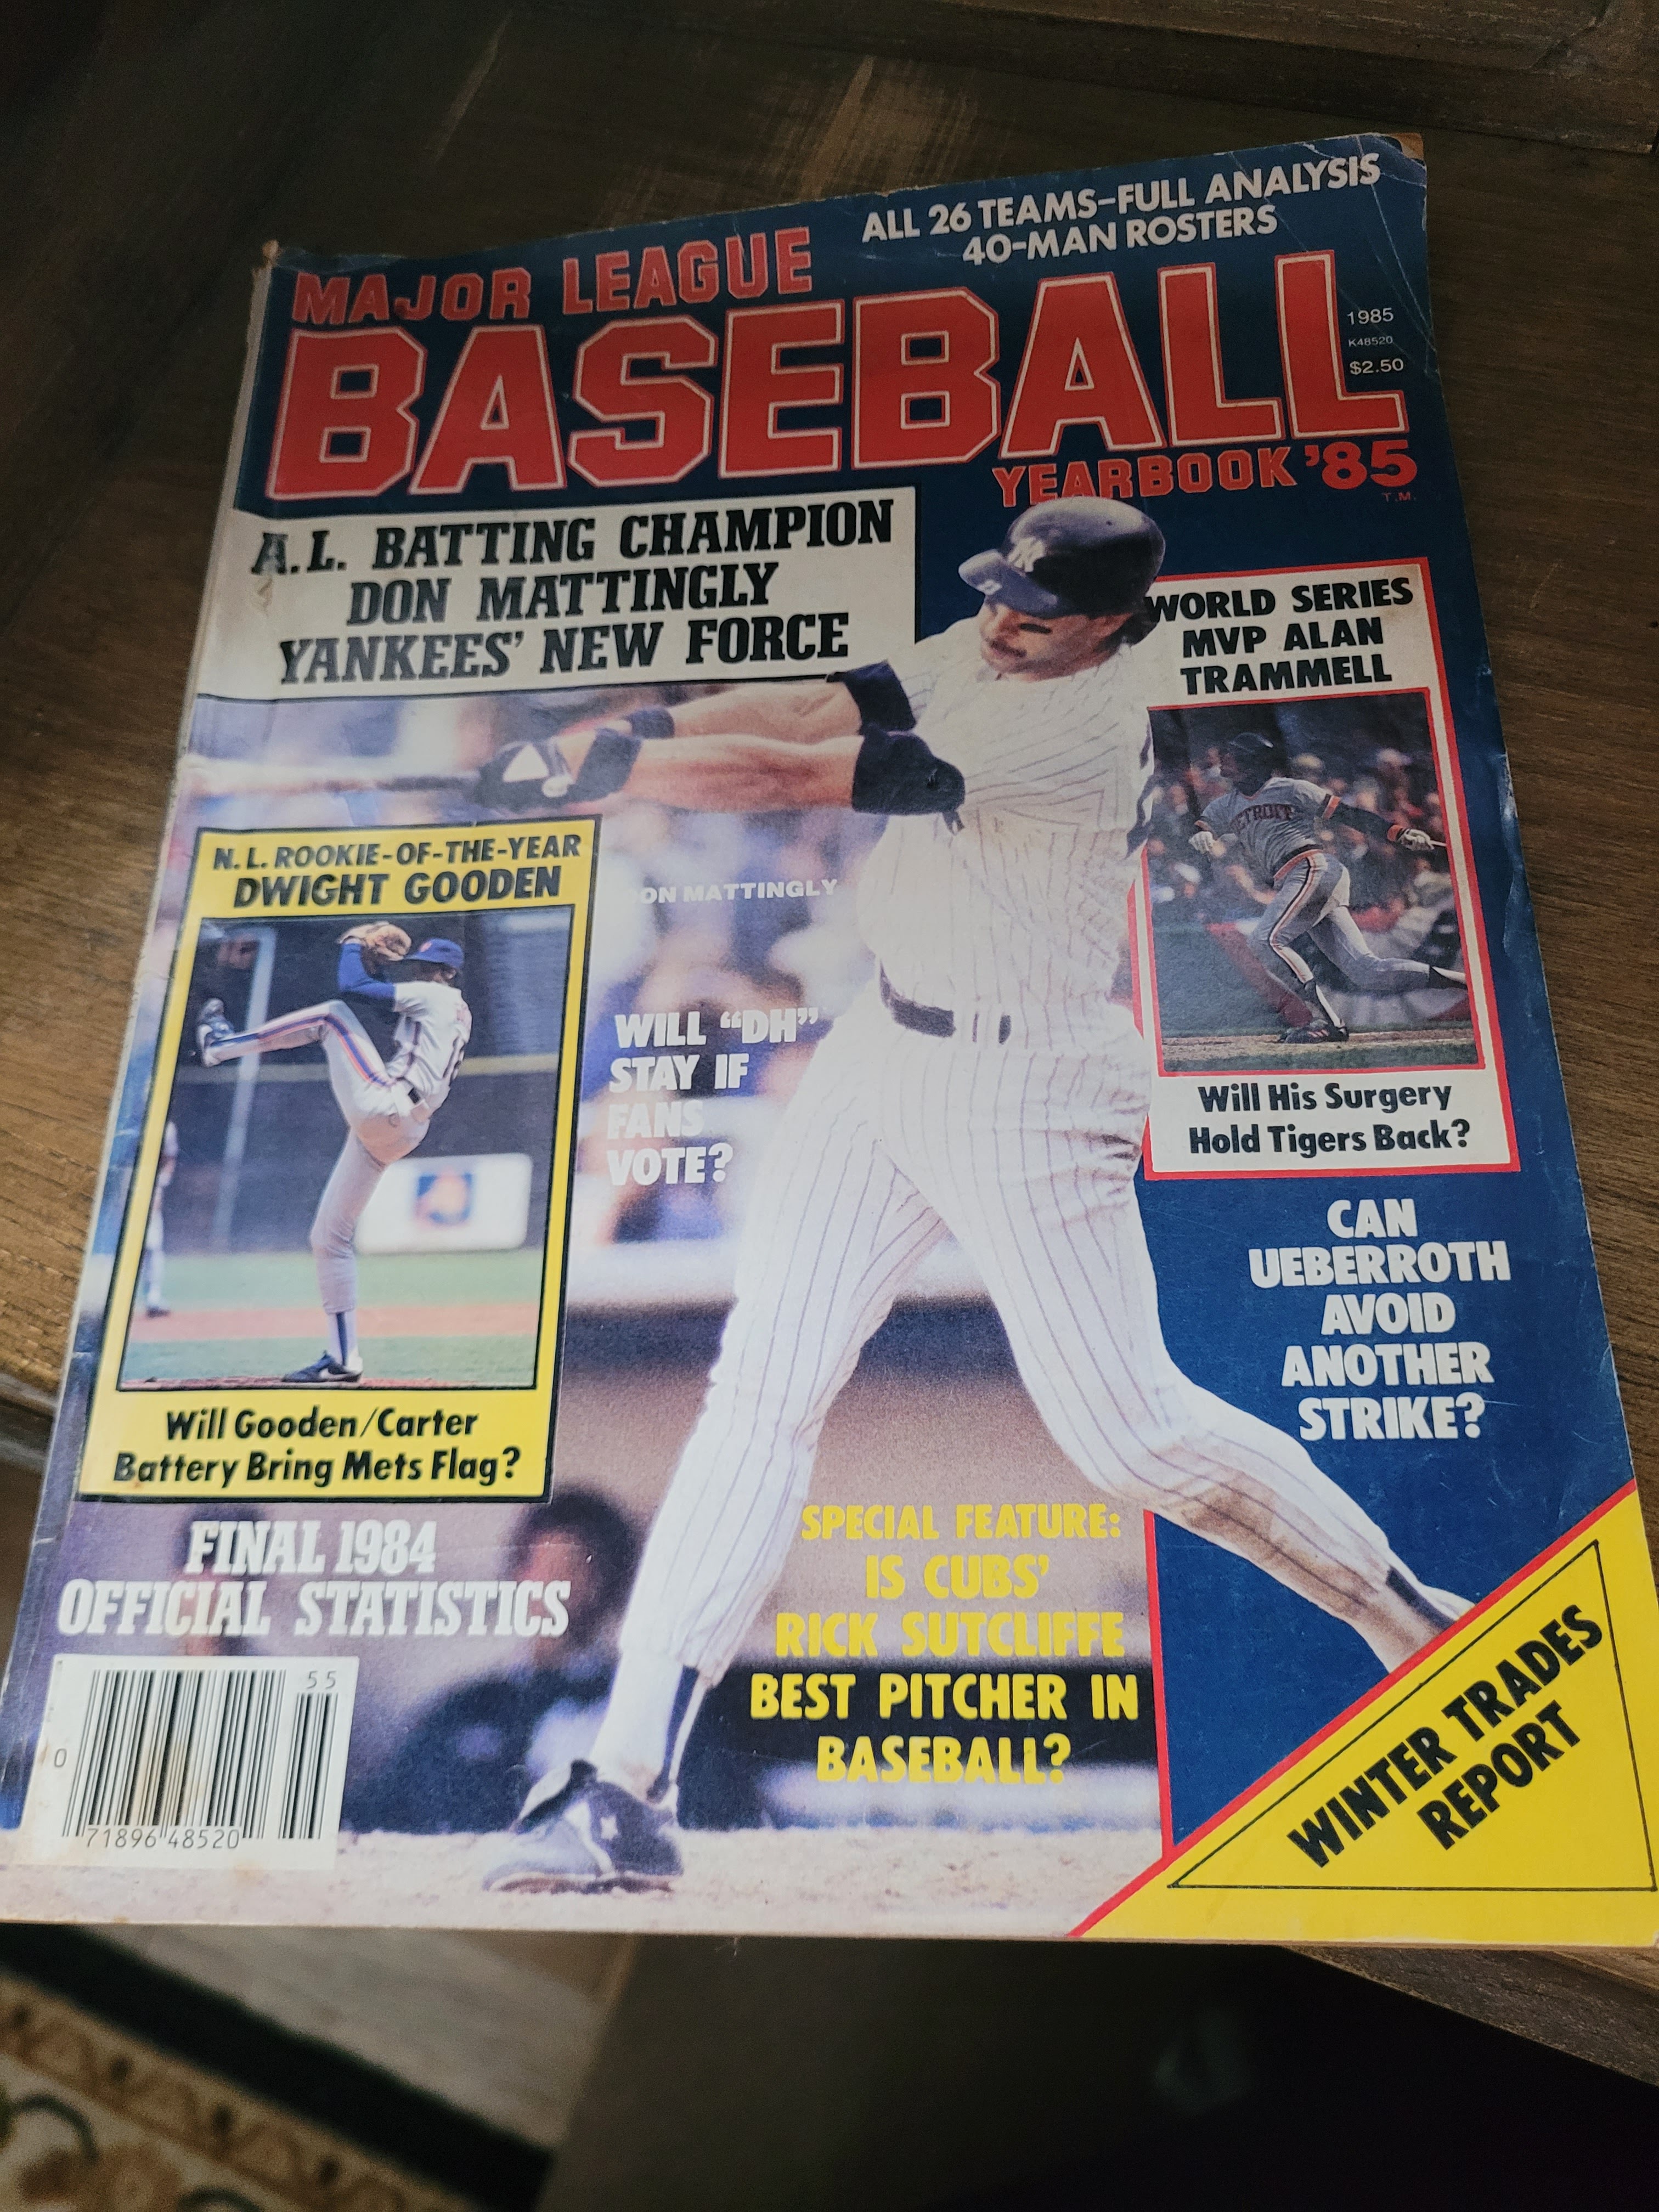 ALL 26 TEAMS-FULL ANALYSIS
40-MAN ROSTERS
MAJOR LEAGUE
BASEBALL
YEARBOOK '85
T.M.
1985
K48520
$2.50
A.L. BATTING CHAMPION
DON MATTINGLY
YANKEES' NEW FORCE
NY
WORLD SERIES
MVP ALAN
TRAMMELL
DETROIT
Will His Surgery
Hold Tigers Back?
N.L. ROOKIE-OF-THE-YEAR
DWIGHT GOODEN
Will Gooden/Carter
Battery Bring Mets Flag?
DON MATTINGLY
WILL "DH"
STAY IF
FANS
VOTE?
CAN
UEBERROTH
AVOID
ANOTHER
STRIKE?
FINAL 1984
OFFICIAL STATISTICS
SPECIAL FEATURE:
IS CUBS'
RICK SUTCLIFFE
BEST PITCHER IN
BASEBALL?
WINTER TRADES
REPORT
55
0
71896 48520